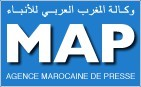 وكالة المغرب العربي للأنباء
MAP
AGENCE MAROCAINE DE PRESSE